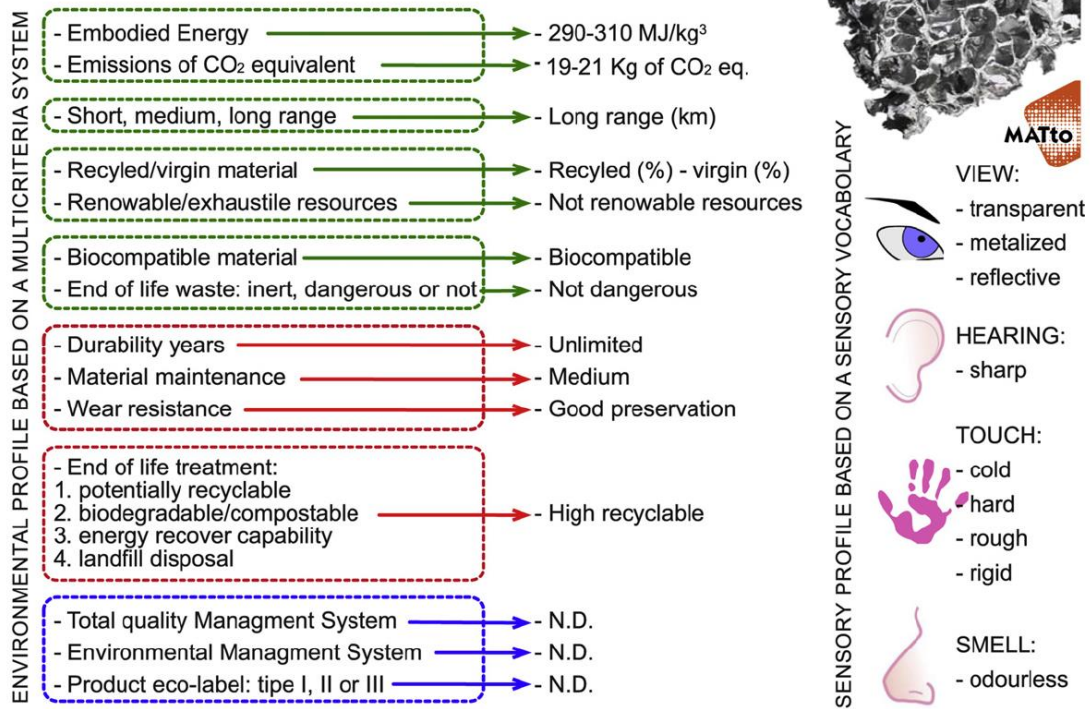 ENVIRONMENTAL PROFILE BASED ON A MULTICRITERIA SYSTEM
- Embodied Energy
- 290-310 MJ/kg³
- Emissions of CO₂ equivalent
- 19-21 Kg of CO₂ eq.
- Short, medium, long range
- Long range (km)
- Recyled/virgin material
- Recyled (%) - virgin (%)
- Renowable/exhaustile resources
- Not renowable resources
- Biocompatible material
- Biocompatible
- End of life waste: inert, dangerous or not
- Not dangerous
- Durability years
- Unlimited
- Material maintenance
- Medium
- Wear resistance
- Good preservation
- End of life treatment:
1. potentially recyclable
2. biodegradable/compostable
3. energy recover capability
4. landfill disposal
- High recyclable
- Total quality Managment System
- N.D.
- Environmental Managment System
- N.D.
- Product eco-label: tipe I, II or III
- N.D.
SENSORY PROFILE BASED ON A SENSORY VOCABOLARY
MATto
VIEW:
- transparent
- metalized
- reflective
HEARING:
- sharp
TOUCH:
- cold
- hard
- rough
- rigid
SMELL:
- odourless